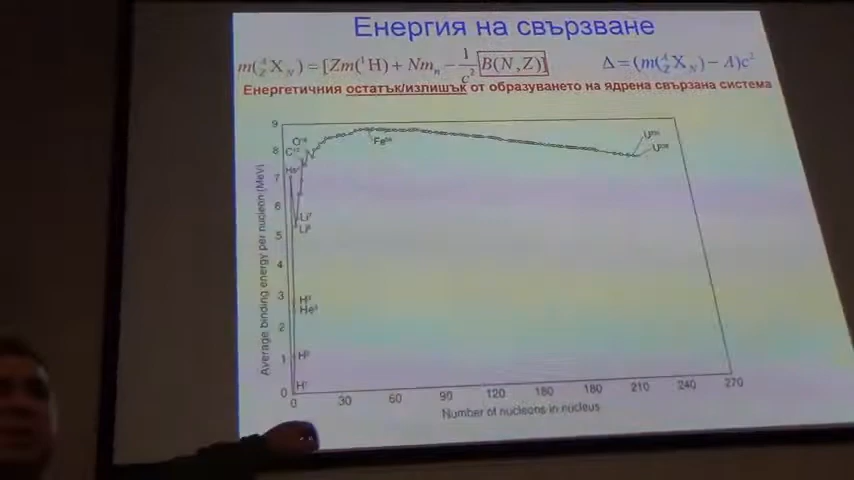 Енергия на свързване
m(ᴬ_Z X_N) = [Zm(¹H) + Nm_n − 1/c² B(N,Z)]   Δ = (m(ᴬ_Z X_N) − A)c²
Енергетичния остатък/излишък от образуването на ядрена свързана система
Average binding energy per nucleon (MeV)
9
8
7
6
5
4
3
2
1
0
O¹⁶
C¹²
He⁴
Li⁷
Li⁶
H³
He³
H²
H¹
Fe⁵⁶
U²³⁵
U²³⁸
0 30 60 90 120 150 180 210 240 270
Number of nucleons in nucleus